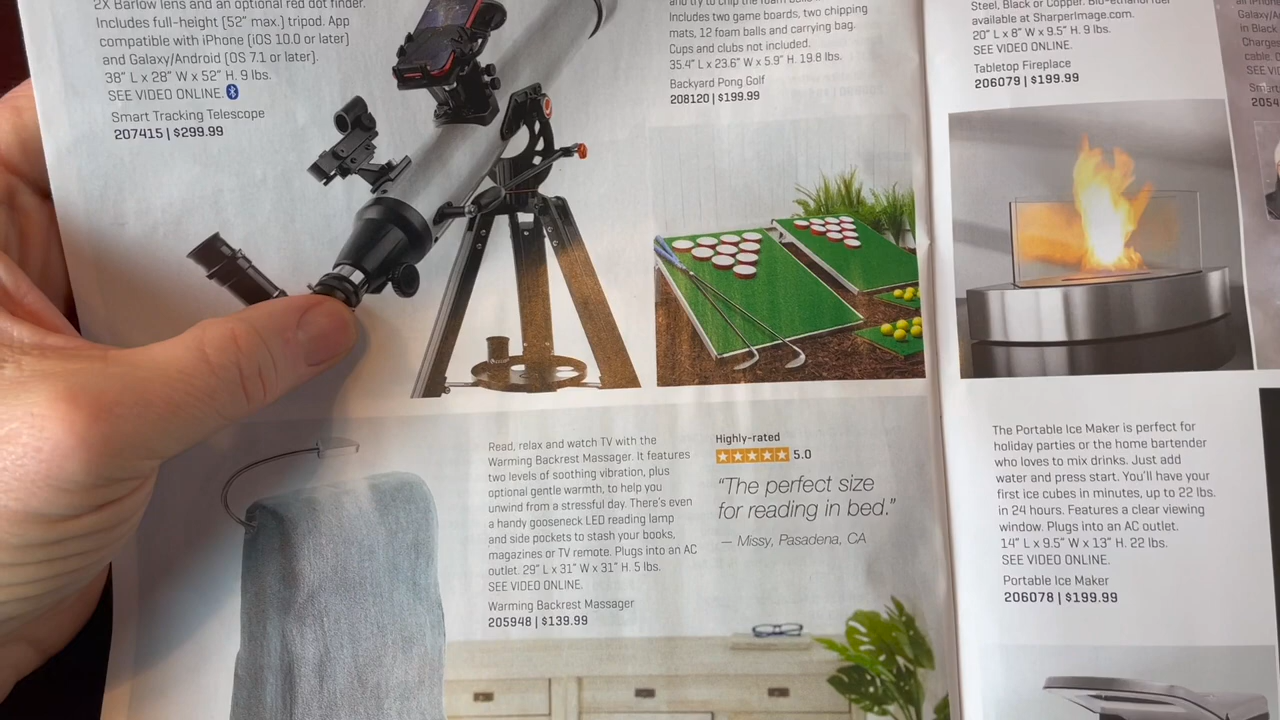 2X Barlow lens and an optional red dot finder.
Includes full-height (52" max.) tripod. App
compatible with iPhone (iOS 10.0 or later)
and Galaxy/Android (OS 7.1 or later).
38" L x 28" W x 52" H. 9 lbs.
SEE VIDEO ONLINE.
Smart Tracking Telescope
207415 | $299.99
Includes two game boards, two chipping
mats, 12 foam balls and carrying bag.
Cups and clubs not included.
35.4" L x 23.6" W x 5.9" H. 19.8 lbs.
Backyard Pong Golf
208120 | $199.99
Steel, Black or Copper. Bio-ethanol fuel
available at SharperImage.com.
20" L x 8" W x 9.5" H. 9 lbs.
SEE VIDEO ONLINE.
Tabletop Fireplace
206079 | $199.99
Galaxy/A
in Black
Charges
cable.
SEE VI
Smart
2054
Read, relax and watch TV with the
Warming Backrest Massager. It features
two levels of soothing vibration, plus
optional gentle warmth, to help you
unwind from a stressful day. There's even
a handy gooseneck LED reading lamp
and side pockets to stash your books,
magazines or TV remote. Plugs into an AC
outlet. 29" L x 31" W x 31" H. 5 lbs.
SEE VIDEO ONLINE.
Warming Backrest Massager
205948 | $139.99
Highly-rated
5.0
"The perfect size
for reading in bed."
— Missy, Pasadena, CA
The Portable Ice Maker is perfect for
holiday parties or the home bartender
who loves to mix drinks. Just add
water and press start. You'll have your
first ice cubes in minutes, up to 22 lbs.
in 24 hours. Features a clear viewing
window. Plugs into an AC outlet.
14" L x 9.5" W x 13" H. 22 lbs.
SEE VIDEO ONLINE.
Portable Ice Maker
206078 | $199.99